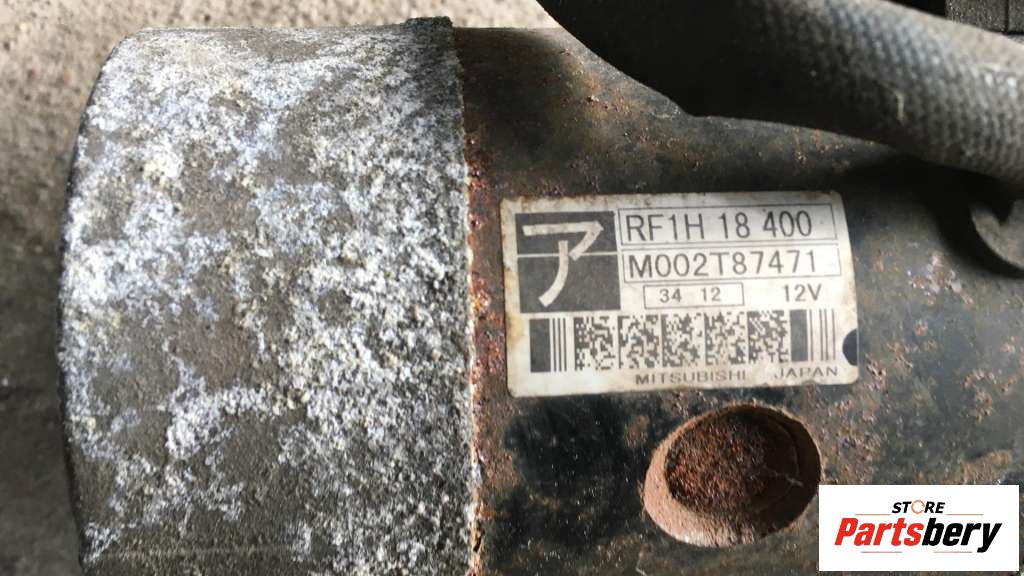 ア
RF1H 18 400
M002T87471
34 12
12V
MITSUBISHI JAPAN
STORE
Partsbery